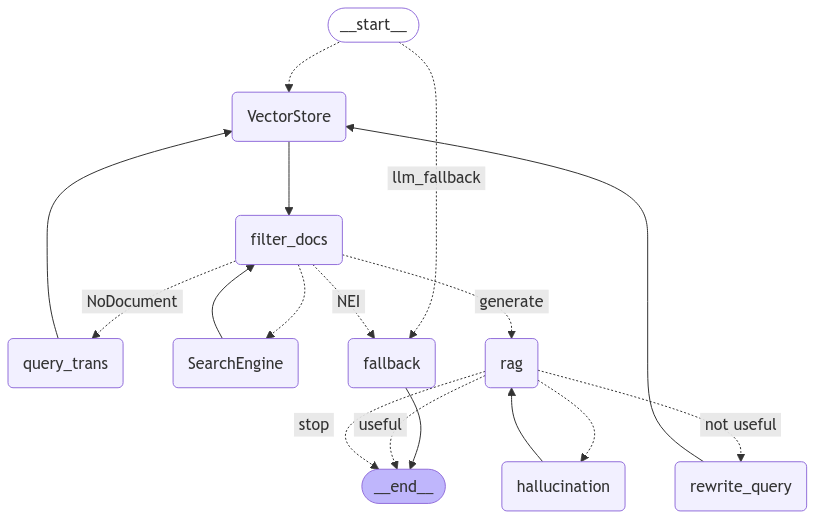 __start__
VectorStore
llm_fallback
filter_docs
NoDocument
NEI
generate
query_trans
SearchEngine
fallback
rag
stop
useful
not useful
__end__
hallucination
rewrite_query